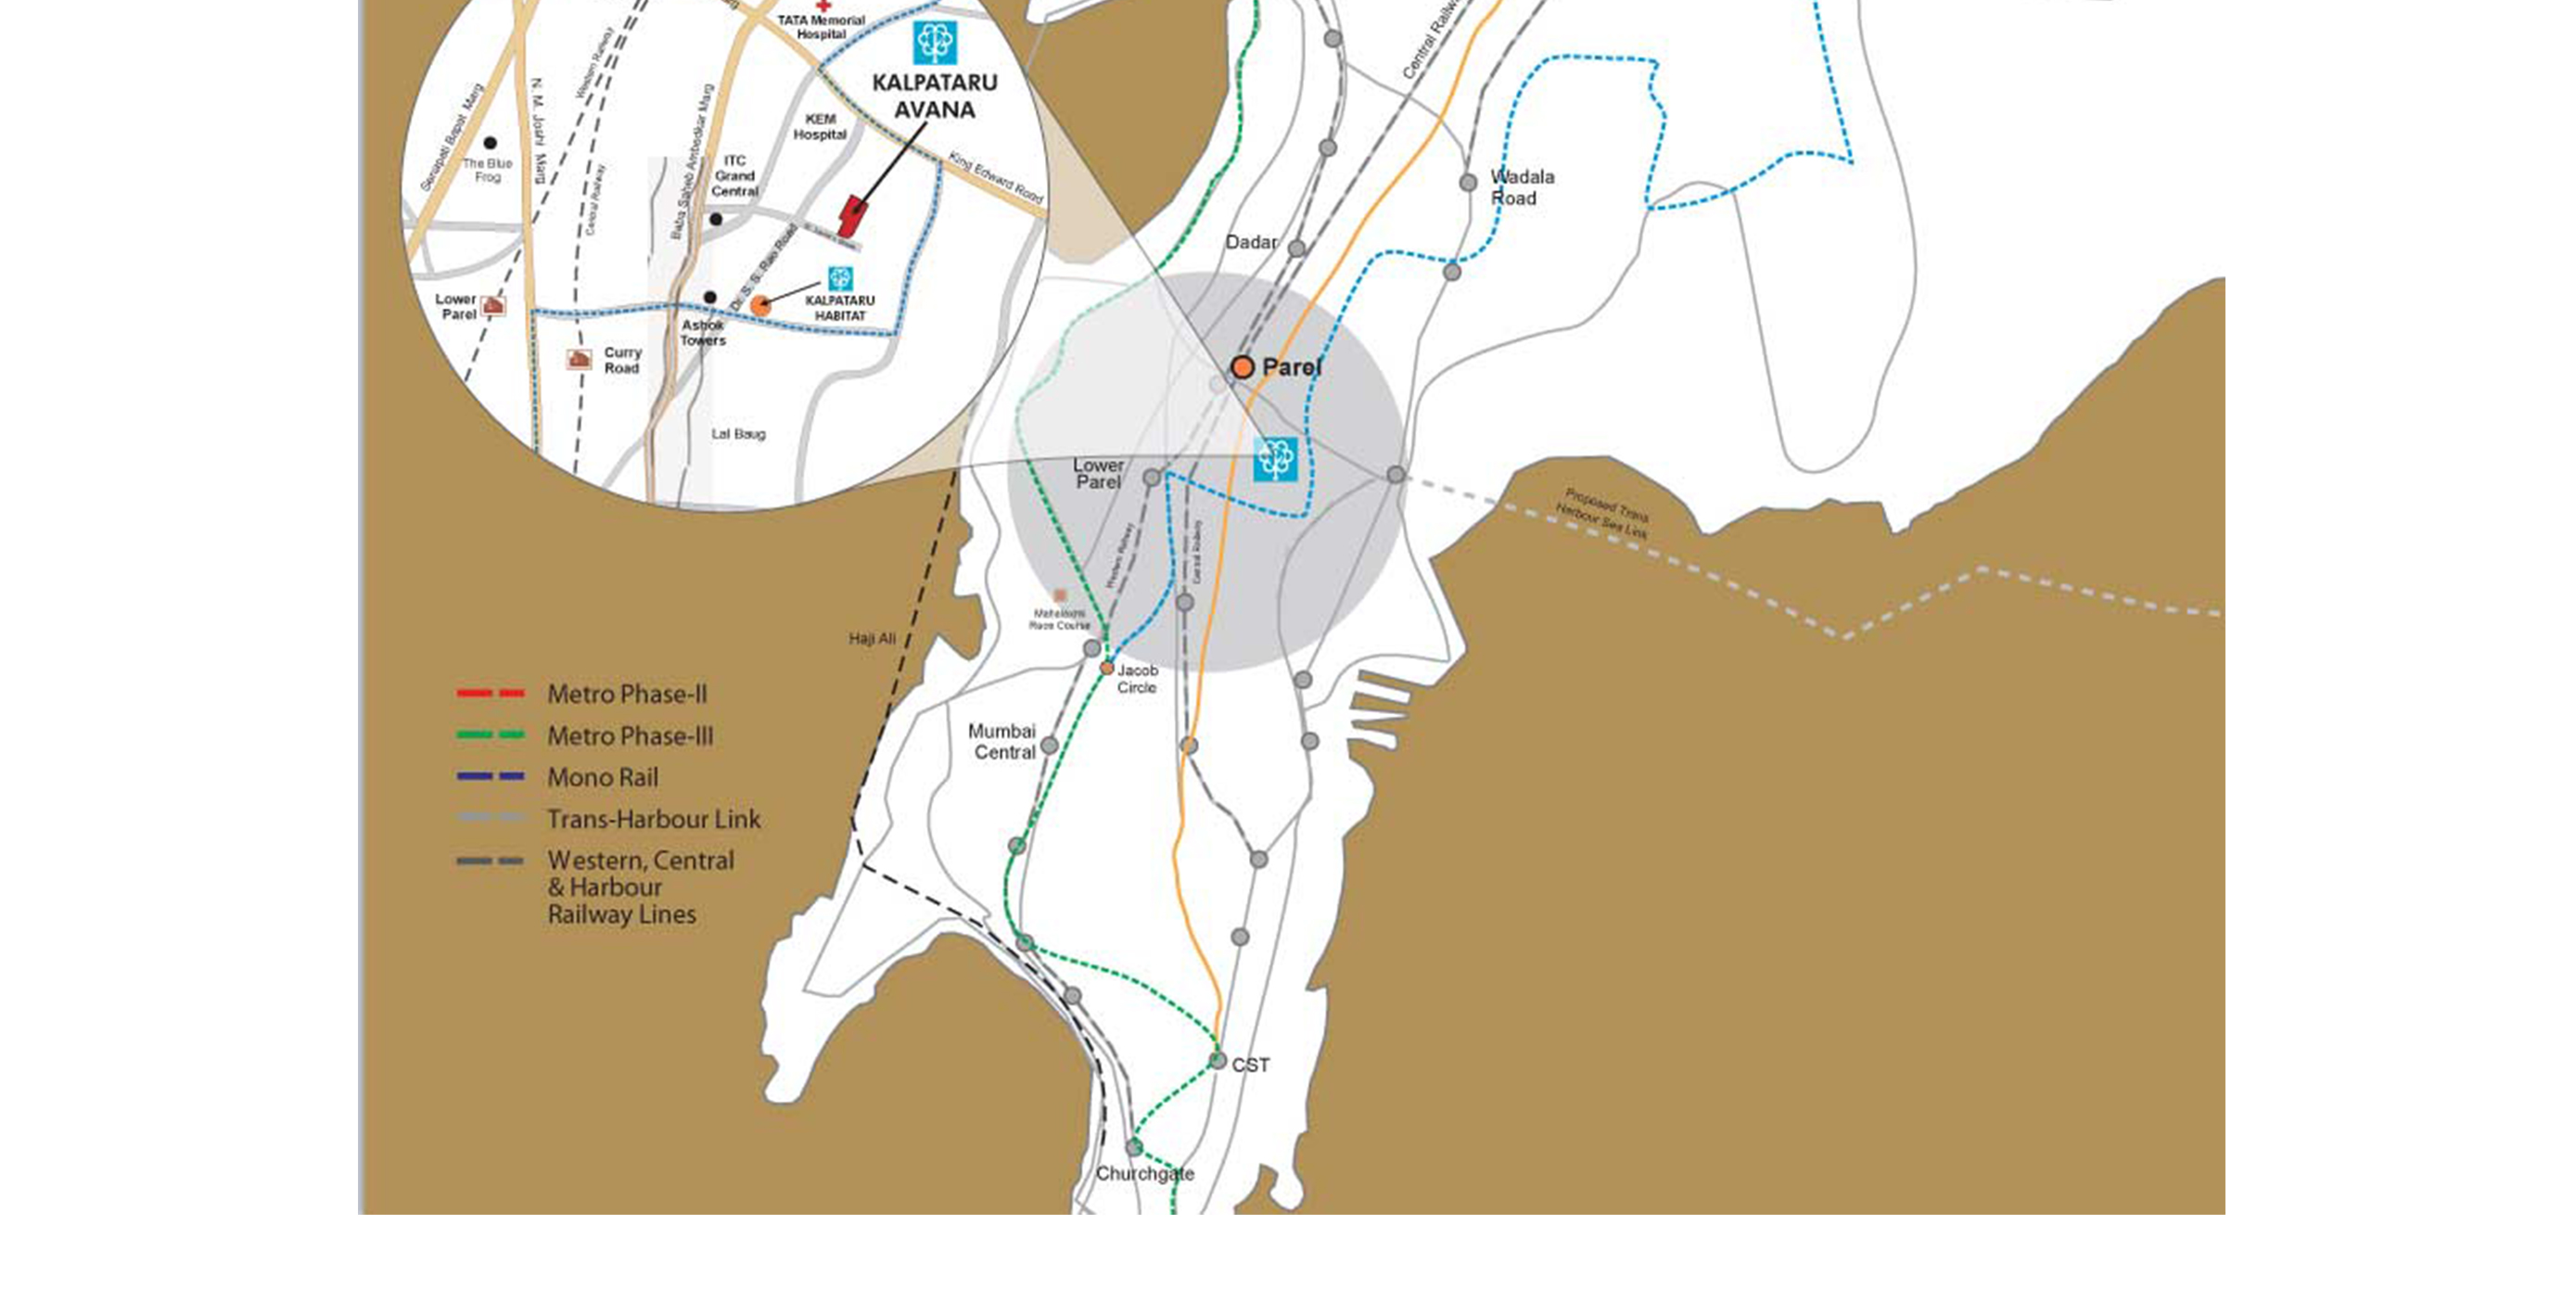 TATA Memorial
Hospital
KALPATARU
AVANA
KEM
Hospital
Western Railway
Senapati Bapat Marg
N. M. Joshi Marg
Central Railway
Baba Saheb Ambedkar Marg
The Blue
Frog
ITC
Grand
Central
King Edward Road
Dr. S. S. Rao Road
KALPATARU
HABITAT
Lower
Parel
Ashok
Towers
Curry
Road
Lal Baug
Central Railw
Wadala
Road
Dadar
Parel
Lower
Parel
Western Railway
Central Railway
Proposed Trans
Harbour Sea Link
Race Course
Haji Ali
Jacob
Circle
Mumbai
Central
CST
Churchgate
Metro Phase-II
Metro Phase-III
Mono Rail
Trans-Harbour Link
Western, Central
& Harbour
Railway Lines